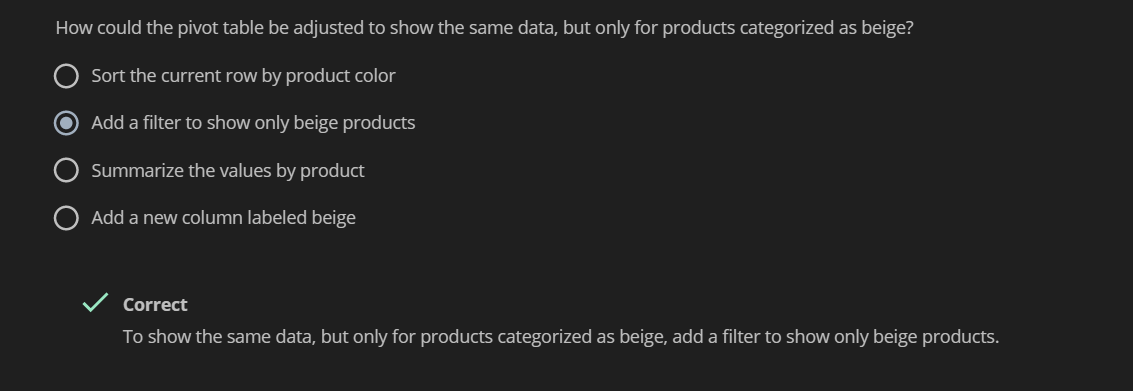 How could the pivot table be adjusted to show the same data, but only for products categorized as beige?
Sort the current row by product color
Add a filter to show only beige products
Summarize the values by product
Add a new column labeled beige
Correct
To show the same data, but only for products categorized as beige, add a filter to show only beige products.